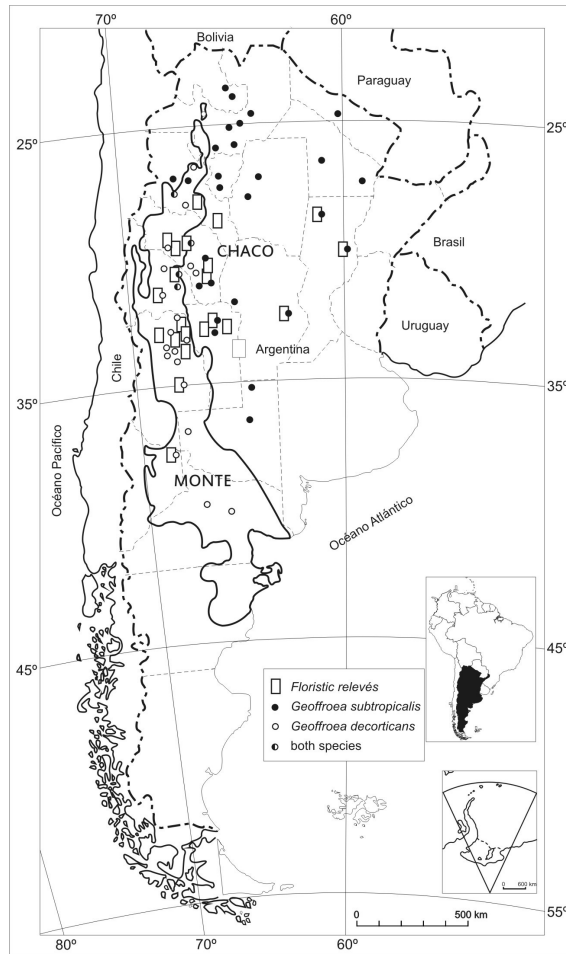 70º
60º
Bolivia
Paraguay
25º
25º
Brasil
CHACO
Uruguay
Argentina
Chile
35º
35º
Océano Pacífico
MONTE
Océano Atlántico
45º
45º
Floristic relevés
Geoffroea subtropicalis
Geoffroea decorticans
both species
0 600 km
0 500 km
55º
80º
70º
60º